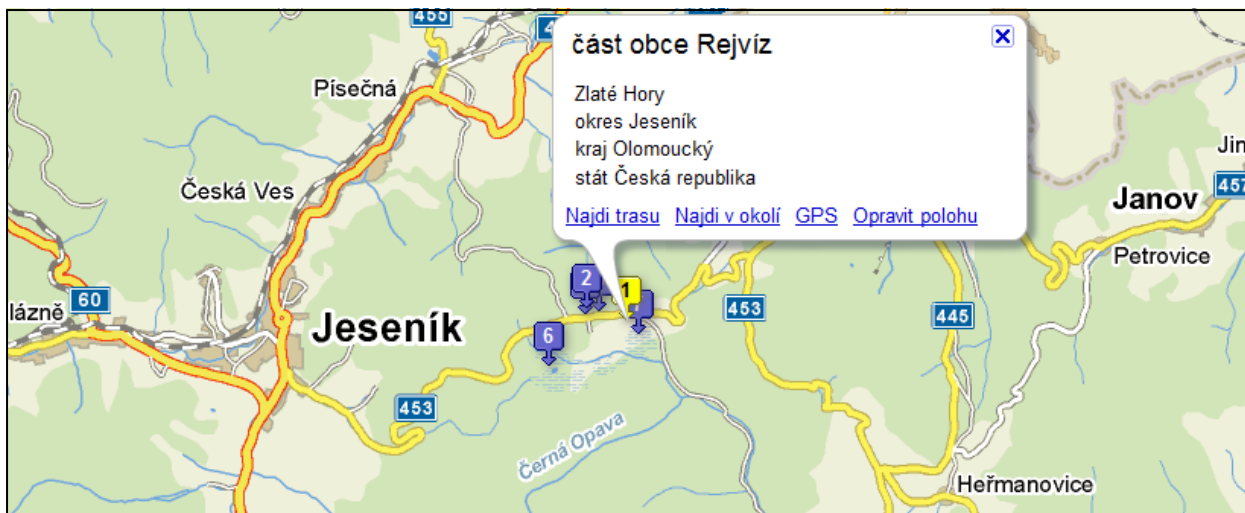 455
část obce Rejvíz
Zlaté Hory
okres Jeseník
kraj Olomoucký
stát Česká republika
Najdi trasu Najdi v okolí GPS Opravit polohu
Písečná
Česká Ves
60
lázně
Jeseník
2
1
6
453
453
445
457
Janov
Petrovice
Černá Opava
Heřmanovice